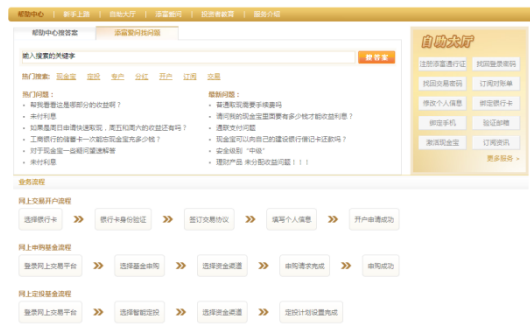 帮助中心 | 新手上路 | 自助大厅 | 添富顾问 | 投资者教育 | 服务介绍
帮助中心搜答案 添富顾问找问题
输入搜索的关键字 搜答案
热门搜索: 现金宝 定投 专户 分红 开户 订阅 交易
热门问题:
• 帮我看看这是哪部分的收益啊?
• 未付利息
• 如果是周日申请快速取现,周五和周六的收益还有吗?
• 工商银行的储蓄卡一次能存现金宝充多少钱?
• 对于现金宝一些疑问望速解答
• 未付利息
最新问题:
• 普通取现需要手续费吗
• 请问我的现金宝里面要有多少钱才能收益利息?
• 退款支付问题
• 现金宝可以向自己的建设银行借记卡还款吗?
• 安全级别“中级”
• 理财产品 未分配收益问题!!!
自助大厅
注册添富通行证 找回登录密码
找回交易密码 订阅对账单
修改个人信息 绑定银行卡
绑定手机 验证邮箱
激活现金宝 订阅资讯
更多服务 »
业务流程
网上交易开户流程
选择银行卡 银行卡身份验证 签订交易协议 填写个人信息 开户申请成功
网上申购基金流程
登录网上交易平台 选择基金申购 选择资金渠道 申购请求完成 申购成功
网上定投基金流程
登录网上交易平台 选择智能定投 选择资金渠道 定投计划设置完成